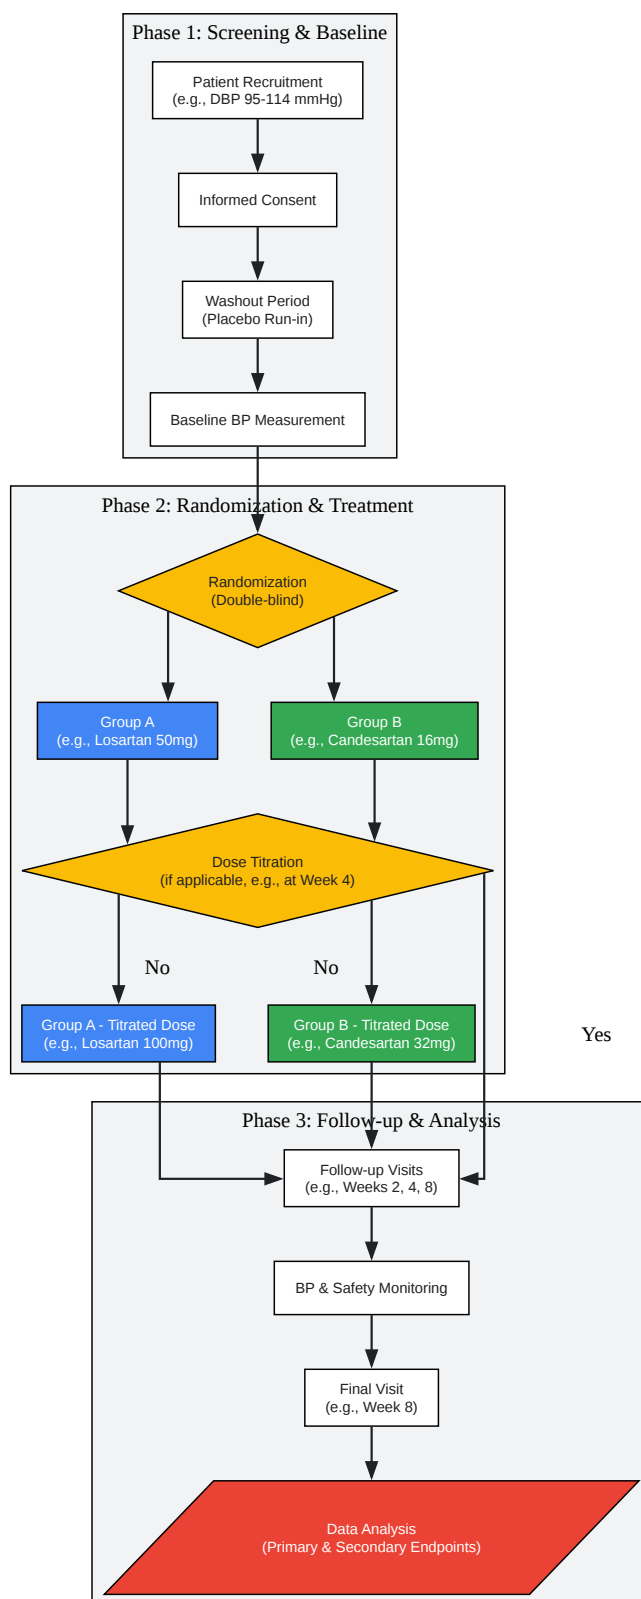 Phase 1: Screening & Baseline
Patient Recruitment
(e.g., DBP 95-114 mmHg)
Informed Consent
Washout Period
(Placebo Run-in)
Baseline BP Measurement
Phase 2: Randomization & Treatment
Randomization
(Double-blind)
Group A
(e.g., Losartan 50mg)
Group B
(e.g., Candesartan 16mg)
Dose Titration
(if applicable, e.g., at Week 4)
No
No
Group A - Titrated Dose
(e.g., Losartan 100mg)
Group B - Titrated Dose
(e.g., Candesartan 32mg)
Yes
Phase 3: Follow-up & Analysis
Follow-up Visits
(e.g., Weeks 2, 4, 8)
BP & Safety Monitoring
Final Visit
(e.g., Week 8)
Data Analysis
(Primary & Secondary Endpoints)